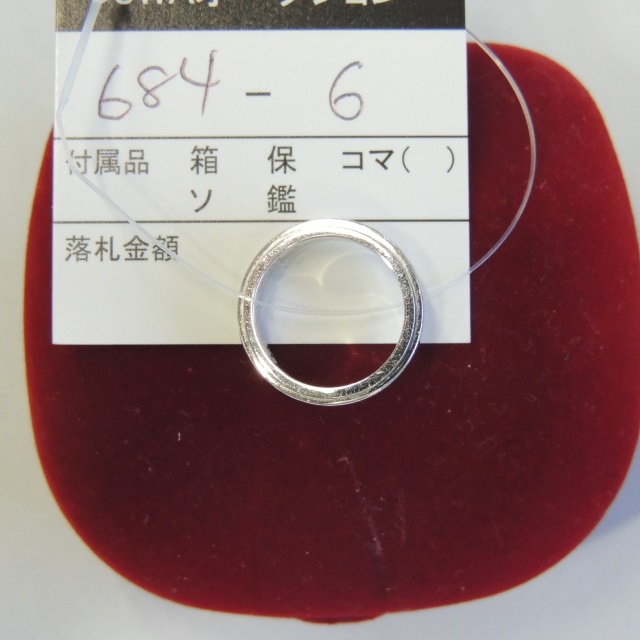 684 - 6
付属品 箱 保 コマ( )
ソ 鑑
落札金額